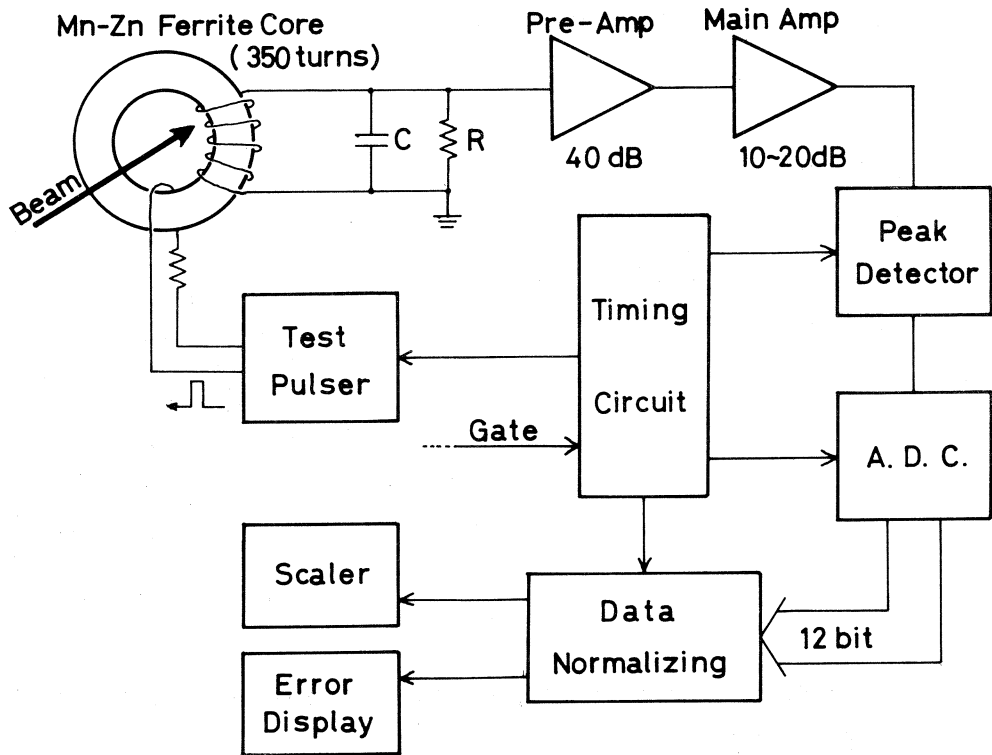 Mn-Zn Ferrite Core
(350 turns)
Pre-Amp
Main Amp
C
R
40 dB
10~20dB
Beam
Peak
Detector
Timing
Circuit
Test
Pulser
Gate
A. D. C.
Scaler
Data
Normalizing
12 bit
Error
Display